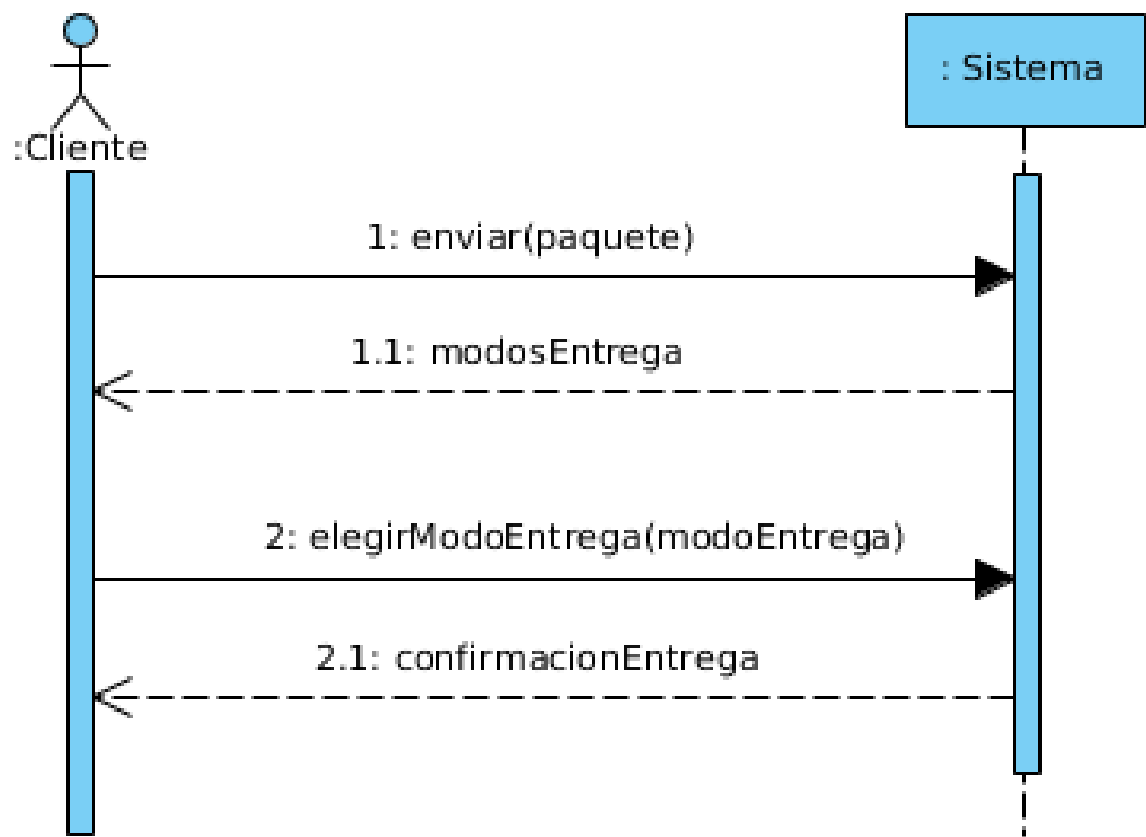 : Sistema
:Cliente
1: enviar(paquete)
1.1: modosEntrega
2: elegirModoEntrega(modoEntrega)
2.1: confirmacionEntrega